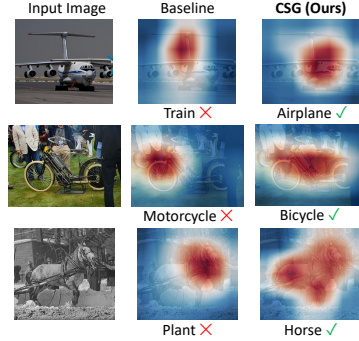 Input Image Baseline CSG (Ours)
Train ✕ Airplane ✓
Motorcycle ✕ Bicycle ✓
Plant ✕ Horse ✓